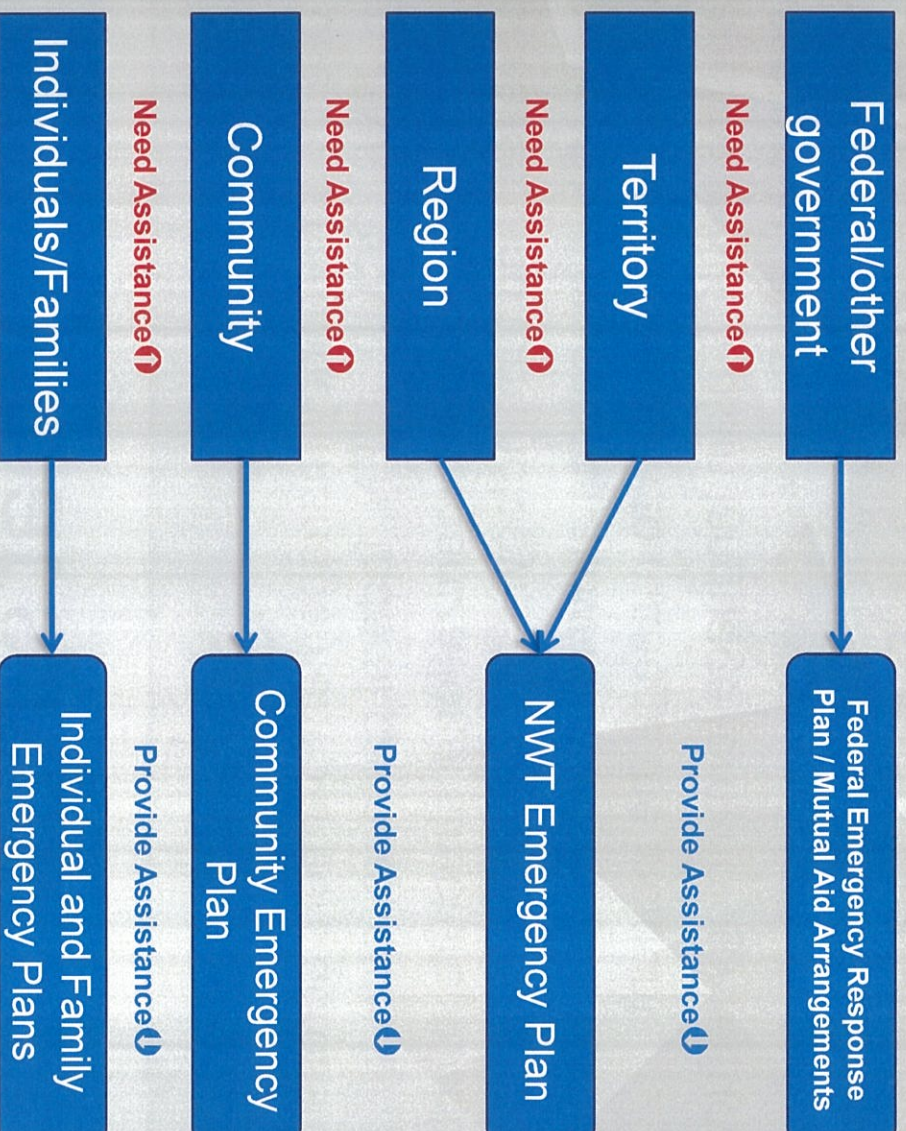 Federal/other
government
Federal Emergency Response
Plan / Mutual Aid Arrangements
Need Assistance
Provide Assistance
Territory
Need Assistance
NWT Emergency Plan
Region
Need Assistance
Provide Assistance
Community
Community Emergency
Plan
Need Assistance
Provide Assistance
Individuals/Families
Individual and Family
Emergency Plans